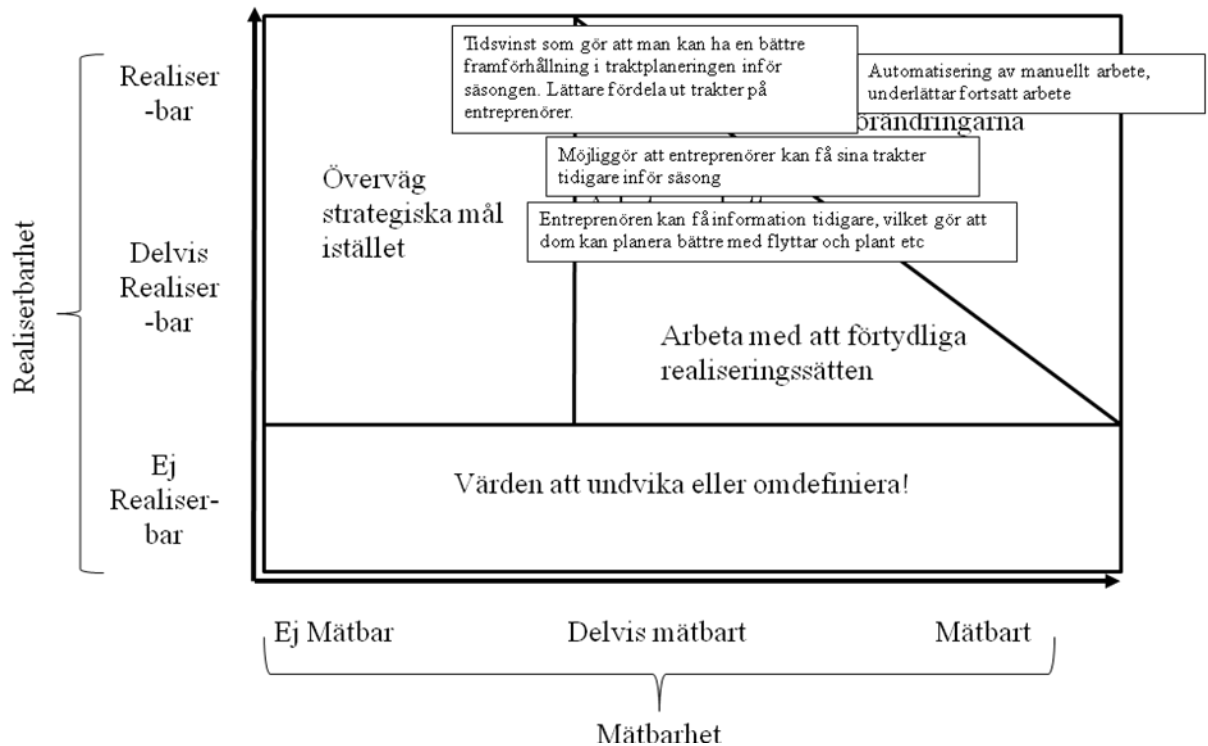 Realiserbarhet
Realiser
-bar
Delvis
Realiser
-bar
Ej
Realiser-
bar
Tidsvinst som gör att man kan ha en bättre
framförhållning i traktplaneringen inför
säsongen. Lättare fördela ut trakter på
entreprenörer.
Automatisering av manuellt arbete,
underlättar fortsatt arbete
örändringarna
Möjliggör att entreprenörer kan få sina trakter
tidigare inför säsong
Överväg
strategiska mål
istället
Entreprenören kan få information tidigare, vilket gör att
dom kan planera bättre med flyttar och plant etc
Arbeta med att förtydliga
realiseringssätten
Värden att undvika eller omdefiniera!
Ej Mätbar
Delvis mätbart
Mätbart
Mätbarhet